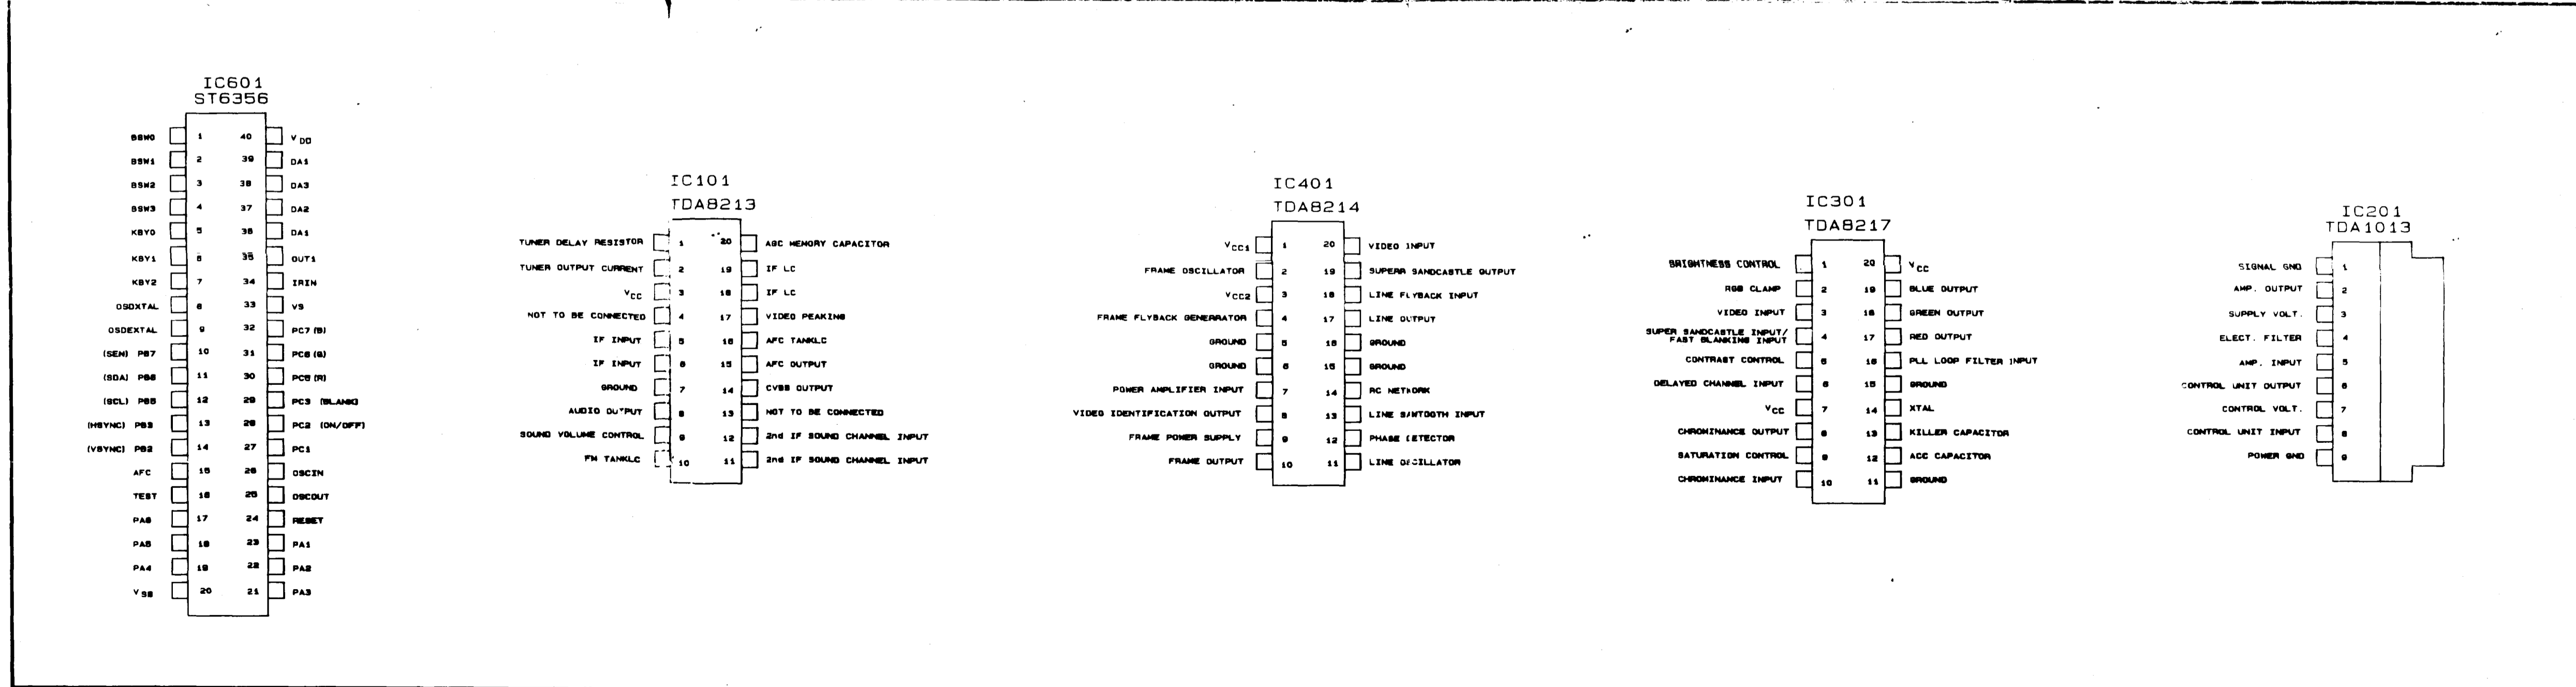 IC601
ST6356
BSW0 1 40 VDD
BSW1 2 39 DA1
BSW2 3 38 DA3
BSW3 4 37 DA2
KBY0 5 36 DA1
KBY1 6 35 OUT1
KBY2 7 34 IRIN
OSDXTAL 8 33 VS
OSDEXTAL 9 32 PC7 (B)
(SEN) PB7 10 31 PC6 (G)
(SDA) PB6 11 30 PC5 (R)
(SCL) PB5 12 29 PC3 (BLANK)
(HSYNC) PB3 13 28 PC2 (ON/OFF)
(VSYNC) PB2 14 27 PC1
AFC 15 26 OSCIN
TEST 16 25 OSCOUT
PA6 17 24 RESET
PA5 18 23 PA1
PA4 19 22 PA2
VSS 20 21 PA3
IC101
TDA8213
TUNER DELAY RESISTOR 1 20 AGC MEMORY CAPACITOR
TUNER OUTPUT CURRENT 2 19 IF LC
VCC 3 18 IF LC
NOT TO BE CONNECTED 4 17 VIDEO PEAKING
IF INPUT 5 16 AFC TANKLC
IF INPUT 6 15 AFC OUTPUT
GROUND 7 14 CVBS OUTPUT
AUDIO OUTPUT 8 13 NOT TO BE CONNECTED
SOUND VOLUME CONTROL 9 12 2nd IF SOUND CHANNEL INPUT
FM TANKLC 10 11 2nd IF SOUND CHANNEL INPUT
IC401
TDA8214
VCC1 1 20 VIDEO INPUT
FRAME OSCILLATOR 2 19 SUPERR SANDCASTLE OUTPUT
VCC2 3 18 LINE FLYBACK INPUT
FRAME FLYBACK GENERRATOR 4 17 LINE OUTPUT
GROUND 5 16 GROUND
GROUND 6 15 GROUND
POWER AMPLIFIER INPUT 7 14 RC NETWORK
VIDEO IDENTIFICATION OUTPUT 8 13 LINE SAWTOOTH INPUT
FRAME POWER SUPPLY 9 12 PHASE DETECTOR
FRAME OUTPUT 10 11 LINE OSCILLATOR
IC301
TDA8217
BRIGHTNESS CONTROL 1 20 VCC
RGB CLAMP 2 19 BLUE OUTPUT
VIDEO INPUT 3 18 GREEN OUTPUT
SUPER SANDCASTLE INPUT/
FAST BLANKING INPUT 4 17 RED OUTPUT
CONTRAST CONTROL 5 16 PLL LOOP FILTER INPUT
DELAYED CHANNEL INPUT 6 15 GROUND
VCC 7 14 XTAL
CHROMINANCE OUTPUT 8 13 KILLER CAPACITOR
SATURATION CONTROL 9 12 ACC CAPACITOR
CHROMINANCE INPUT 10 11 GROUND
IC201
TDA1013
SIGNAL GND 1
AMP. OUTPUT 2
SUPPLY VOLT. 3
ELECT. FILTER 4
AMP. INPUT 5
CONTROL UNIT OUTPUT 6
CONTROL VOLT. 7
CONTROL UNIT INPUT 8
POWER GND 9